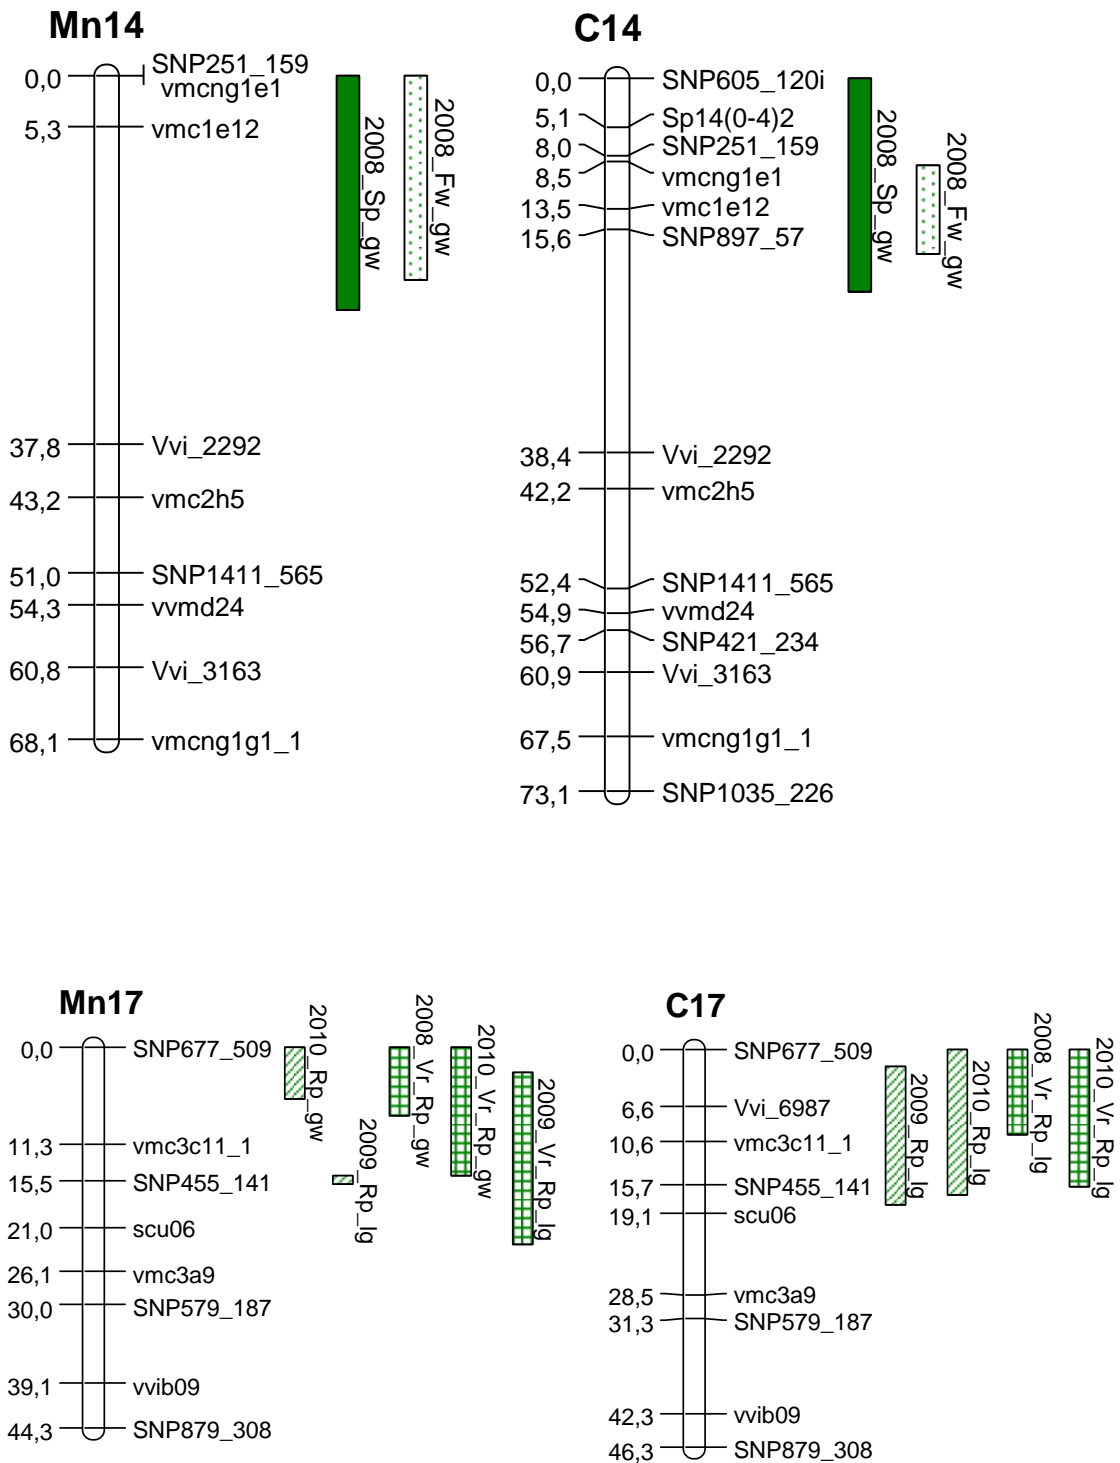 Mn14
0,0 SNP251_159
vmcng1e1
5,3 vmc1e12
37,8 Vvi_2292
43,2 vmc2h5
51,0 SNP1411_565
54,3 vvmd24
60,8 Vvi_3163
68,1 vmcng1g1_1
2008_Sp_gw
2008_Fw_gw
C14
0,0 SNP605_120i
5,1 Sp14(0-4)2
8,0 SNP251_159
8,5 vmcng1e1
13,5 vmc1e12
15,6 SNP897_57
38,4 Vvi_2292
42,2 vmc2h5
52,4 SNP1411_565
54,9 vvmd24
56,7 SNP421_234
60,9 Vvi_3163
67,5 vmcng1g1_1
73,1 SNP1035_226
2008_Sp_gw
2008_Fw_gw
Mn17
0,0 SNP677_509
11,3 vmc3c11_1
15,5 SNP455_141
21,0 scu06
26,1 vmc3a9
30,0 SNP579_187
39,1 vvib09
44,3 SNP879_308
2010_Rp_gw
2009_Rp_lg
2008_Vr_Rp_gw
2010_Vr_Rp_gw
2009_Vr_Rp_lg
C17
0,0 SNP677_509
6,6 Vvi_6987
10,6 vmc3c11_1
15,7 SNP455_141
19,1 scu06
28,5 vmc3a9
31,3 SNP579_187
42,3 vvib09
46,3 SNP879_308
2009_Rp_lg
2010_Rp_lg
2008_Vr_Rp_lg
2010_Vr_Rp_lg